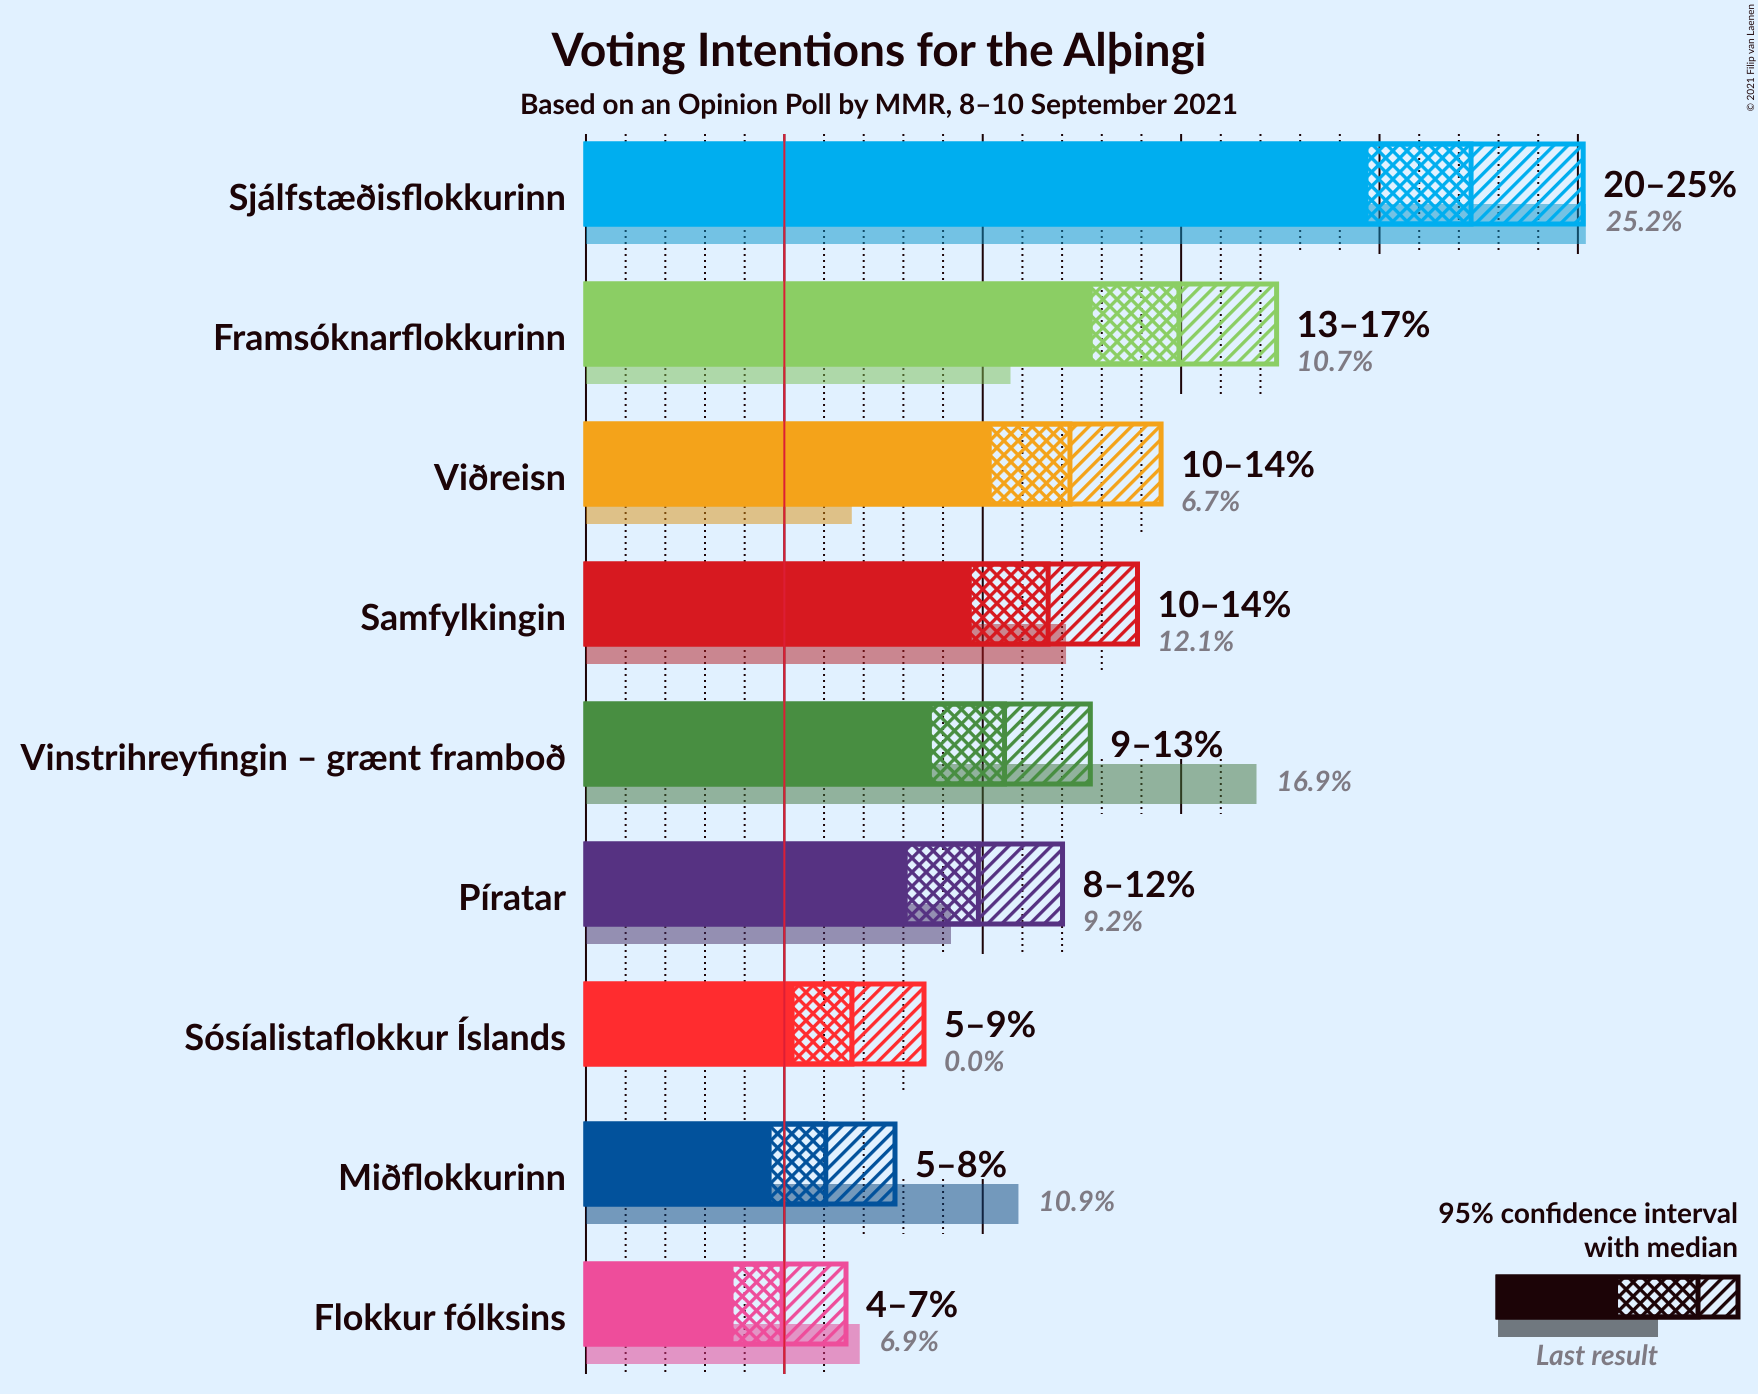 Voting Intentions for the Alþingi
Based on an Opinion Poll by MMR, 8–10 September 2021
© 2021 Filip van Laenen
Sjálfstæðisflokkurinn
20–25%
25.2%
Framsóknarflokkurinn
13–17%
10.7%
Viðreisn
10–14%
6.7%
Samfylkingin
10–14%
12.1%
Vinstrihreyfingin – grænt framboð
9–13%
16.9%
Píratar
8–12%
9.2%
Sósíalistaflokkur Íslands
5–9%
0.0%
Miðflokkurinn
5–8%
10.9%
Flokkur fólksins
4–7%
6.9%
95% confidence interval
with median
Last result